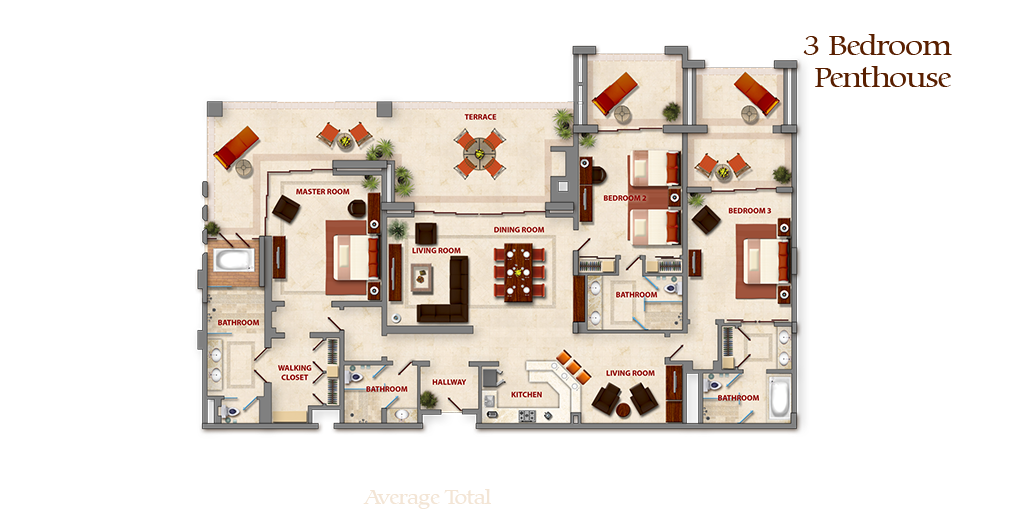 3 Bedroom
Penthouse
TERRACE
MASTER ROOM
BEDROOM 2
BEDROOM 3
DINING ROOM
LIVING ROOM
BATHROOM
BATHROOM
WALKING
CLOSET
BATHROOM
HALLWAY
KITCHEN
LIVING ROOM
BATHROOM
Average Total